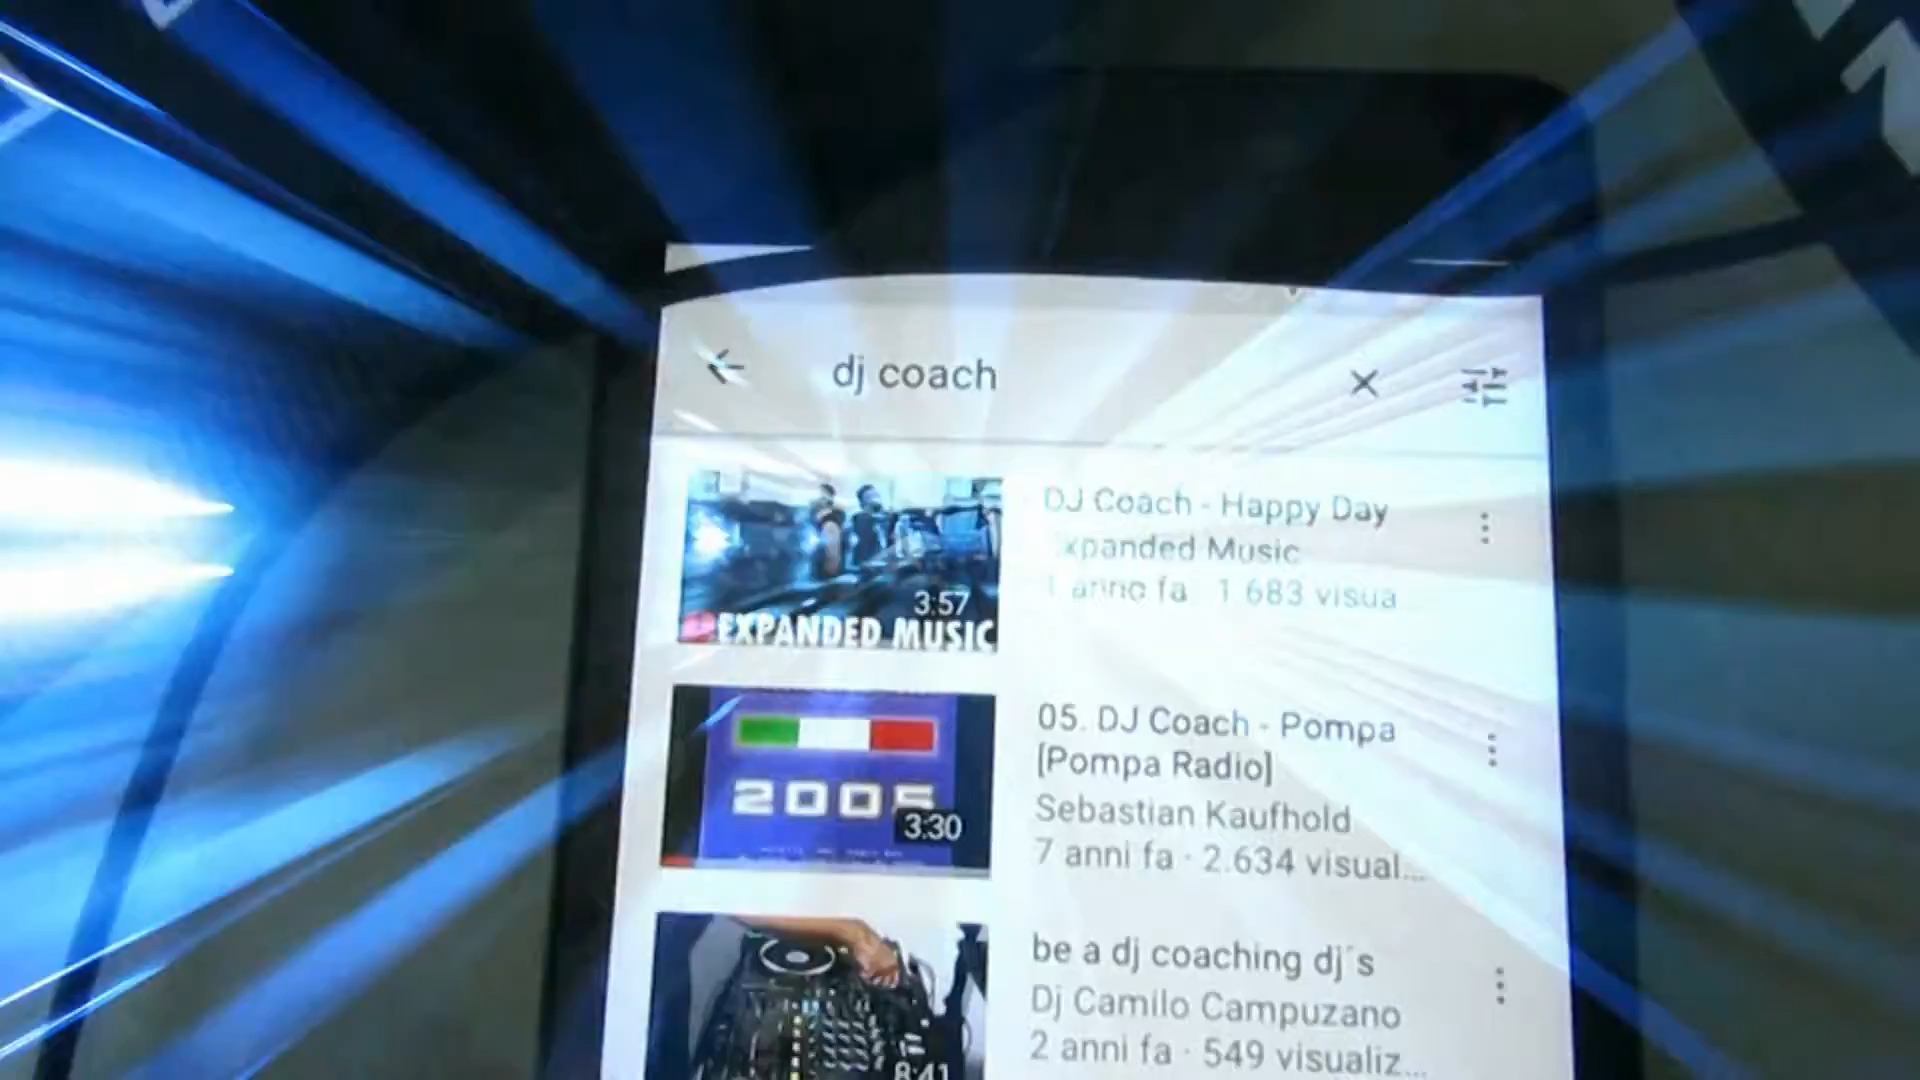 dj coach
DJ Coach - Happy Day
xpanded Music
1 anno fa 1.683 visua
3:57
EXPANDED MUSIC
05. DJ Coach - Pompa
[Pompa Radio]
Sebastian Kaufhold
7 anni fa · 2.634 visual...
2005
3:30
be a dj coaching dj´s
Dj Camilo Campuzano
2 anni fa · 549 visualiz...
8:41